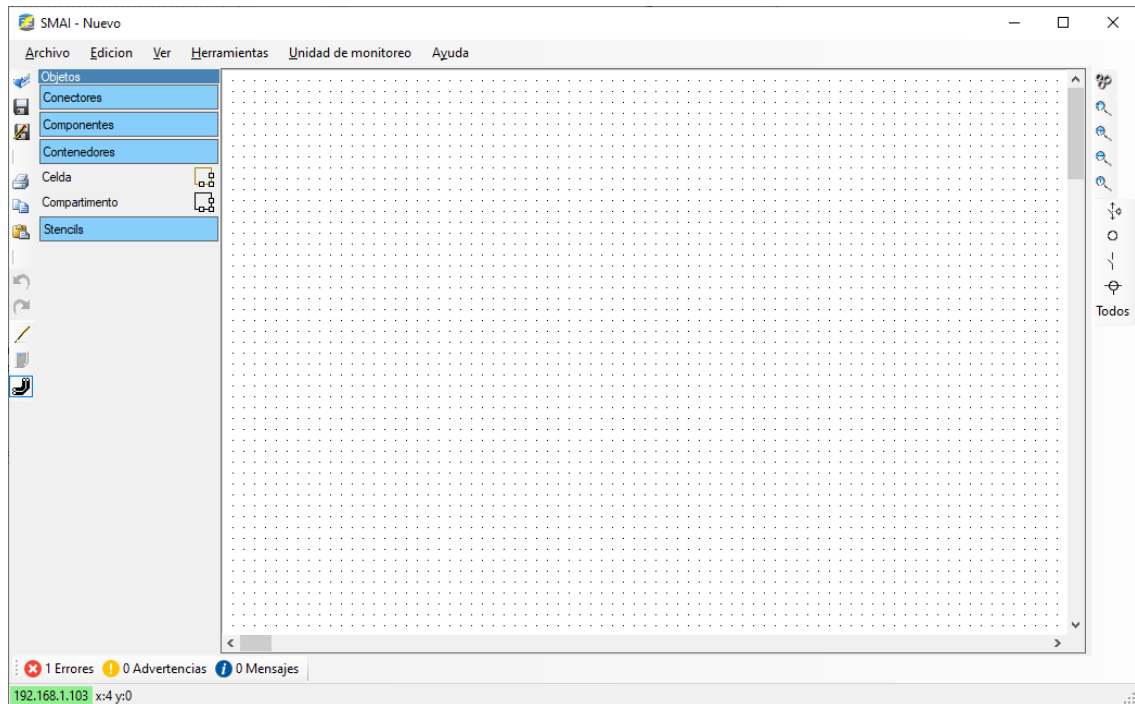 SMAI - Nuevo
Archivo Edicion Ver Herramientas Unidad de monitoreo Ayuda
Objetos
Conectores
Componentes
Contenedores
Celda
Compartimento
Stencils
Todos
1 Errores 0 Advertencias 0 Mensajes
192.168.1.103 x:4 y:0